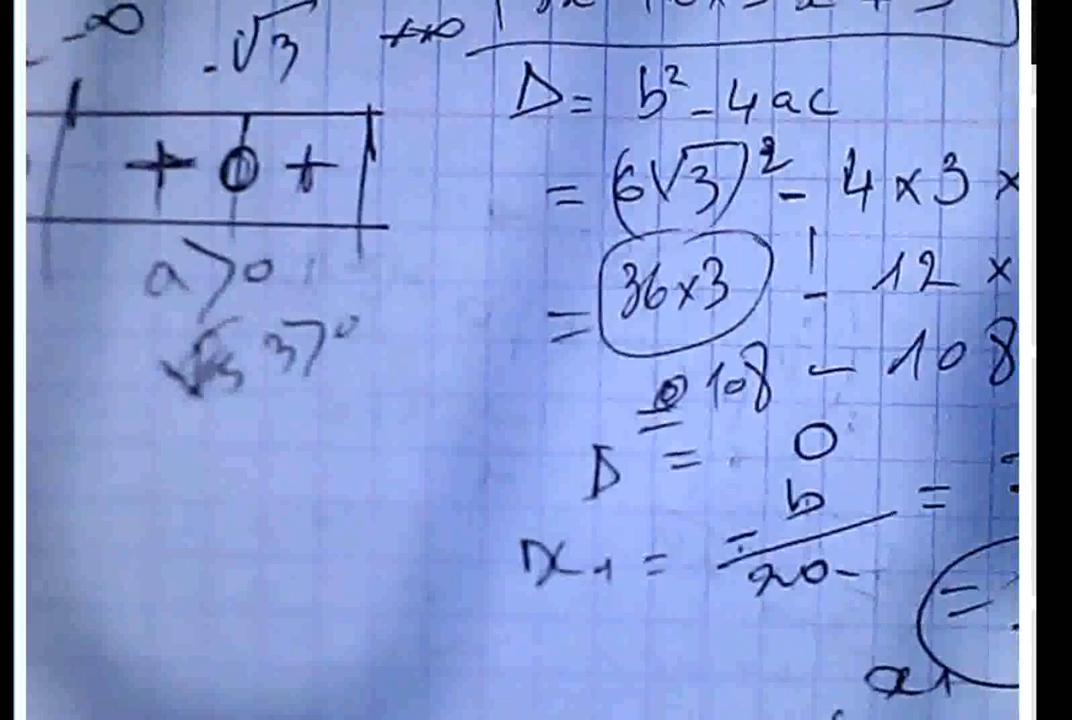 -∞ -√3 +∞
+ 0 +
a>0
3>0
D = b² - 4ac
= (6√3)² - 4×3×
= 36×3 - 12×
= 108 - 108
D = 0
x₁ = -b/2a =
=
x₁